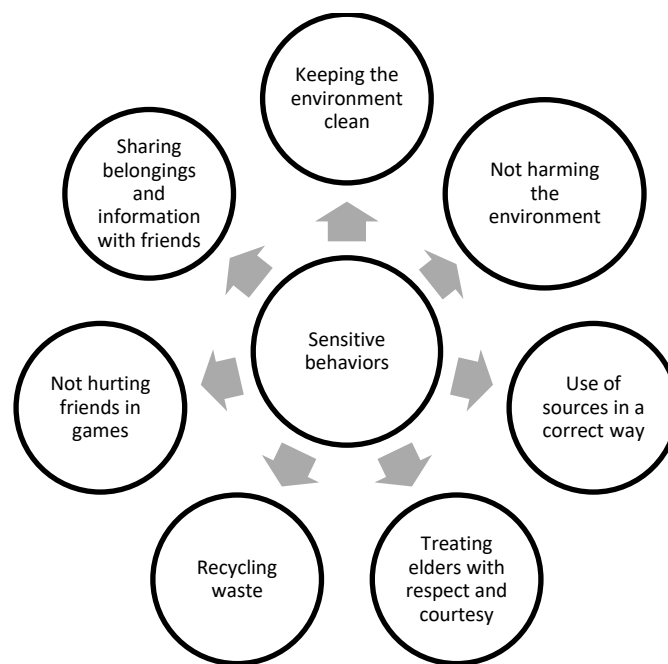 Keeping the
environment
clean
Not harming
the
environment
Use of
sources in a
correct way
Treating
elders with
respect and
courtesy
Recycling
waste
Not hurting
friends in
games
Sharing
belongings
and
information
with friends
Sensitive
behaviors